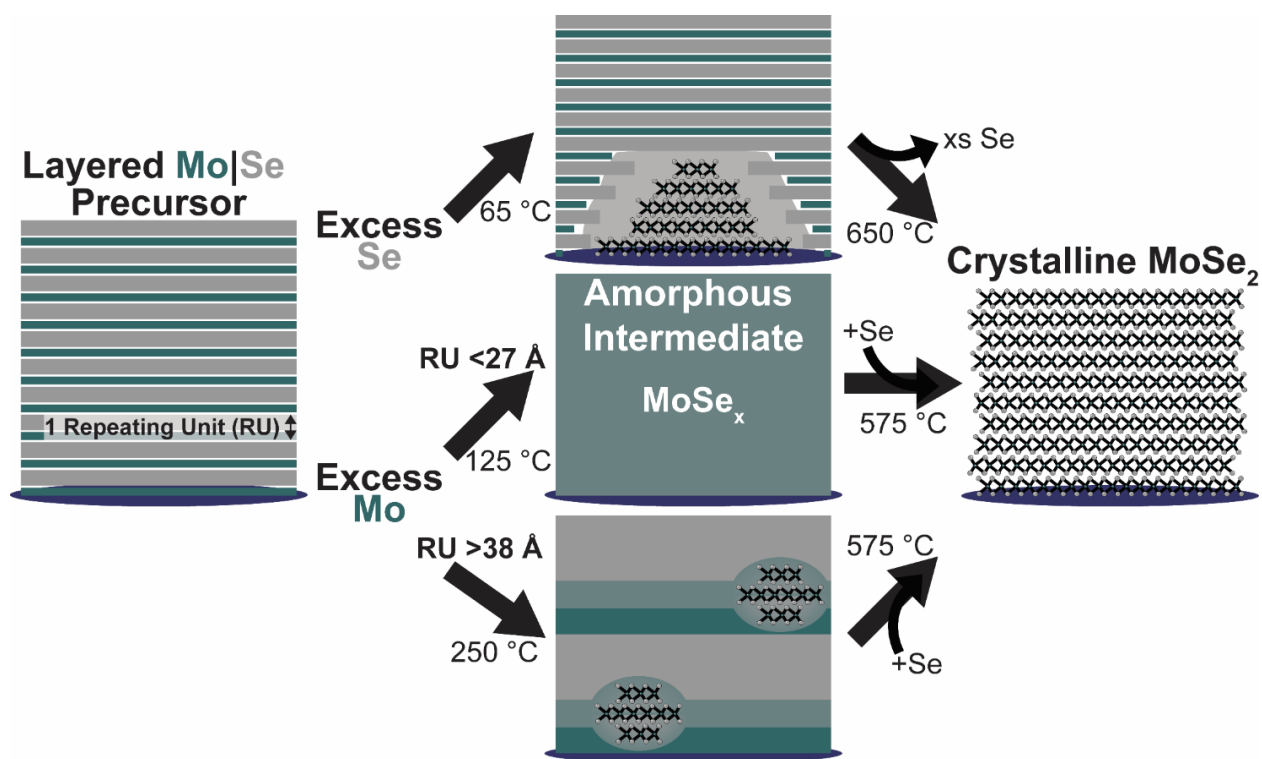 Layered Mo|Se
Precursor
1 Repeating Unit (RU)
Excess
Se
65 °C
xs Se
650 °C
Excess
Mo
RU <27 Å
125 °C
Amorphous
Intermediate
MoSeₓ
+Se
575 °C
RU >38 Å
250 °C
575 °C
+Se
Crystalline MoSe₂